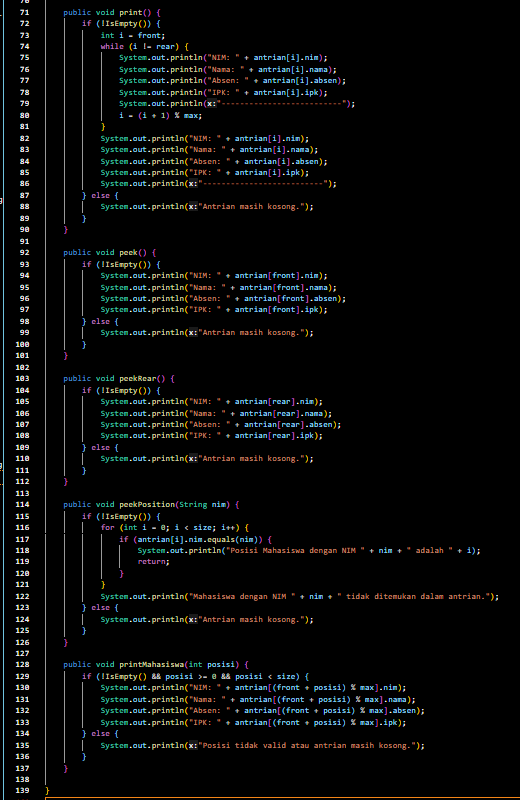 71 public void print() {
72 if (!IsEmpty()) {
73 int i = front;
74 while (i != rear) {
75 System.out.println("NIM: " + antrian[i].nim);
76 System.out.println("Nama: " + antrian[i].nama);
77 System.out.println("Absen: " + antrian[i].absen);
78 System.out.println("IPK: " + antrian[i].ipk);
79 System.out.println(x:"---------------------------");
80 i = (i + 1) % max;
81 }
82 System.out.println("NIM: " + antrian[i].nim);
83 System.out.println("Nama: " + antrian[i].nama);
84 System.out.println("Absen: " + antrian[i].absen);
85 System.out.println("IPK: " + antrian[i].ipk);
86 System.out.println(x:"---------------------------");
87 } else {
88 System.out.println(x:"Antrian masih kosong.");
89 }
90 }
91
92 public void peek() {
93 if (!IsEmpty()) {
94 System.out.println("NIM: " + antrian[front].nim);
95 System.out.println("Nama: " + antrian[front].nama);
96 System.out.println("Absen: " + antrian[front].absen);
97 System.out.println("IPK: " + antrian[front].ipk);
98 } else {
99 System.out.println(x:"Antrian masih kosong.");
100 }
101 }
102
103 public void peekRear() {
104 if (!IsEmpty()) {
105 System.out.println("NIM: " + antrian[rear].nim);
106 System.out.println("Nama: " + antrian[rear].nama);
107 System.out.println("Absen: " + antrian[rear].absen);
108 System.out.println("IPK: " + antrian[rear].ipk);
109 } else {
110 System.out.println(x:"Antrian masih kosong.");
111 }
112 }
113
114 public void peekPosition(String nim) {
115 if (!IsEmpty()) {
116 for (int i = 0; i < size; i++) {
117 if (antrian[i].nim.equals(nim)) {
118 System.out.println("Posisi Mahasiswa dengan NIM " + nim + " adalah " + i);
119 return;
120 }
121 }
122 System.out.println("Mahasiswa dengan NIM " + nim + " tidak ditemukan dalam antrian.");
123 } else {
124 System.out.println(x:"Antrian masih kosong.");
125 }
126 }
127
128 public void printMahasiswa(int posisi) {
129 if (!IsEmpty() && posisi >= 0 && posisi < size) {
130 System.out.println("NIM: " + antrian[(front + posisi) % max].nim);
131 System.out.println("Nama: " + antrian[(front + posisi) % max].nama);
132 System.out.println("Absen: " + antrian[(front + posisi) % max].absen);
133 System.out.println("IPK: " + antrian[(front + posisi) % max].ipk);
134 } else {
135 System.out.println(x:"Posisi tidak valid atau antrian masih kosong.");
136 }
137 }
138
139 }